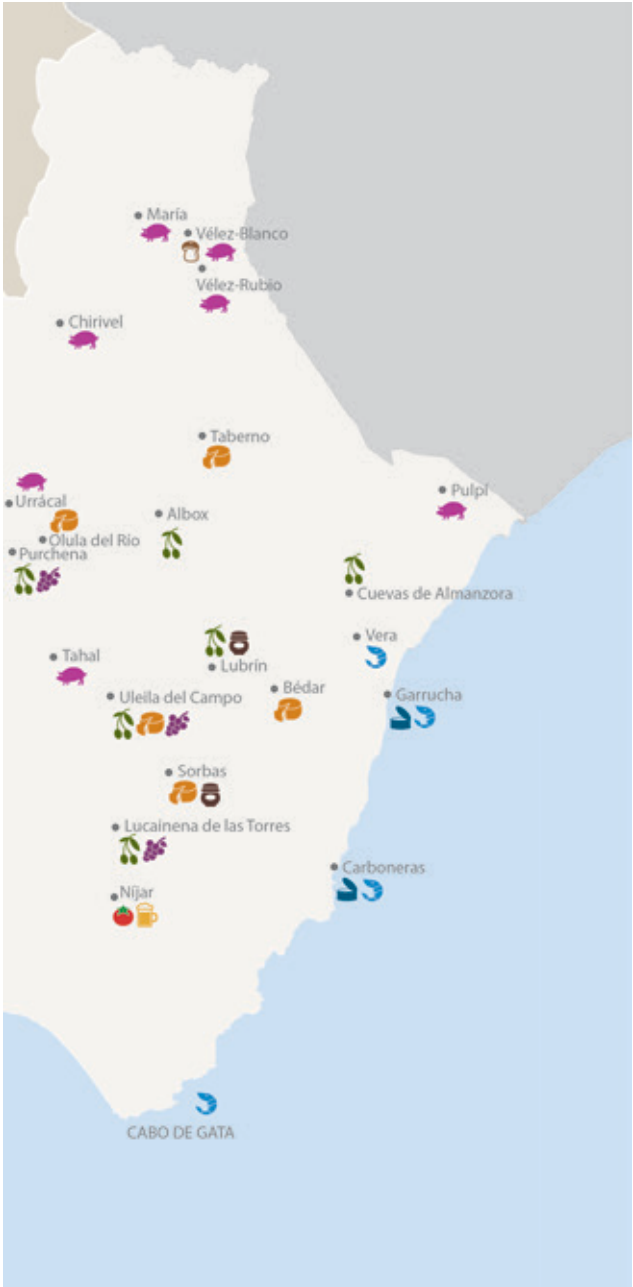 María
Vélez-Blanco
Vélez-Rubio
Chirivel
Taberno
Pulpí
Urrácal
Albox
Olula del Río
Purchena
Cuevas de Almanzora
Vera
Tahal
Lubrín
Bédar
Uleila del Campo
Garrucha
Sorbas
Lucainena de las Torres
Carboneras
Níjar
CABO DE GATA